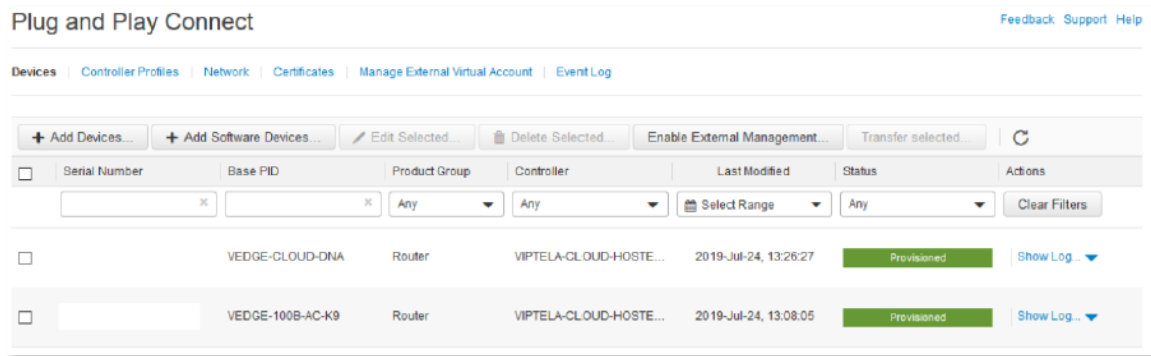 Plug and Play Connect
Feedback Support Help
Devices | Controller Profiles | Network | Certificates | Manage External Virtual Account | Event Log
+ Add Devices... + Add Software Devices... Edit Selected... Delete Selected... Enable External Management... Transfer selected...
Serial Number Base PID Product Group Controller Last Modified Status Actions
× × Any Any Select Range Any Clear Filters
VEDGE-CLOUD-DNA Router VIPTELA-CLOUD-HOSTE... 2019-Jul-24, 13:26:27 Provisioned Show Log...
VEDGE-100B-AC-K9 Router VIPTELA-CLOUD-HOSTE... 2019-Jul-24, 13:08:05 Provisioned Show Log...